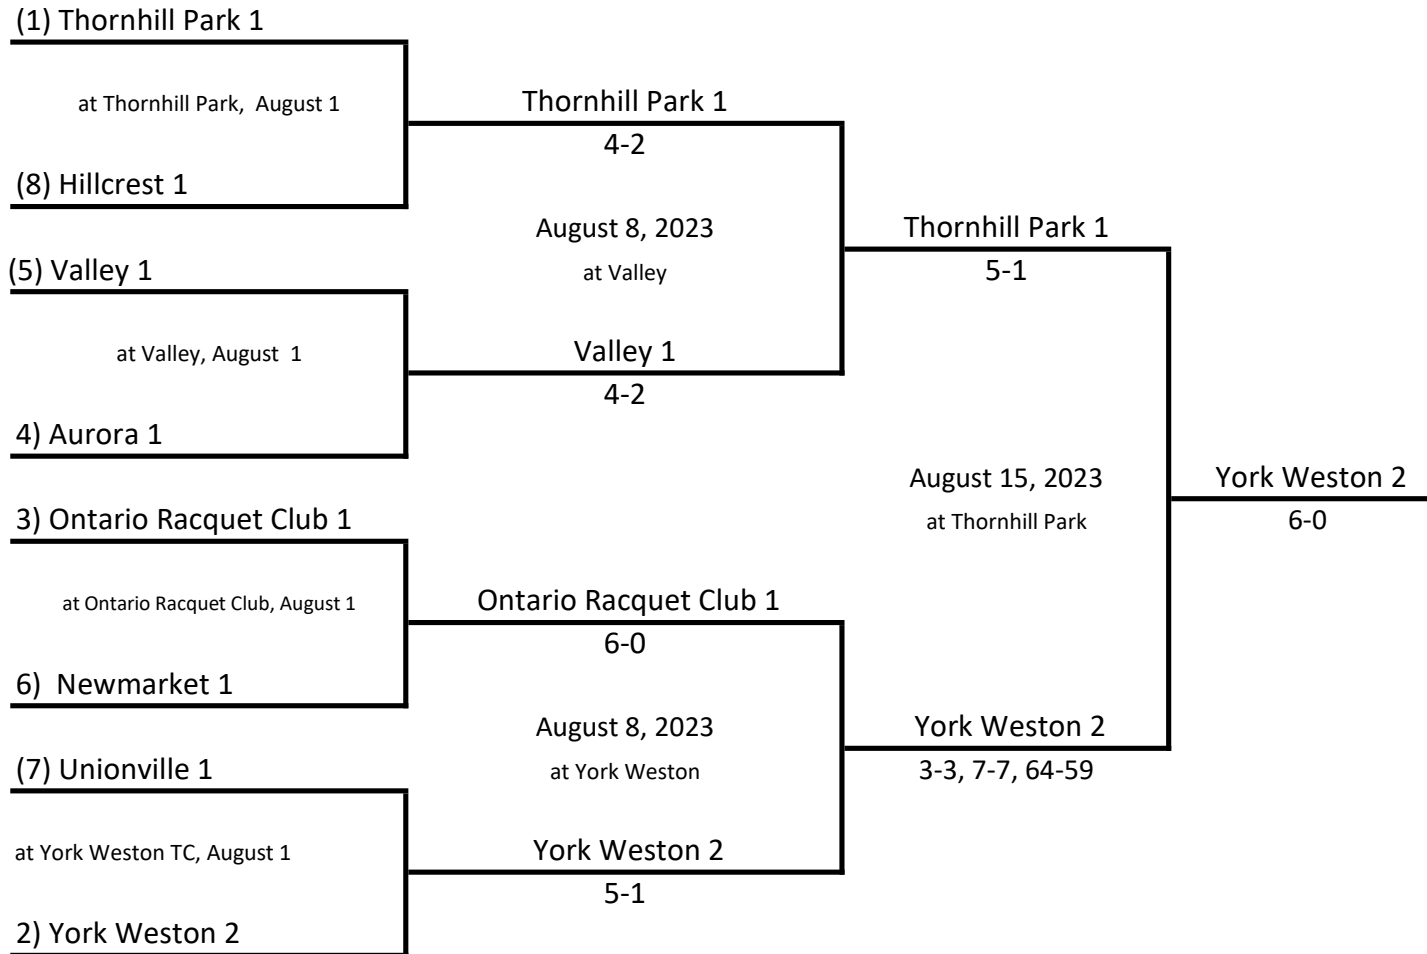 (1) Thornhill Park 1
at Thornhill Park,  August 1
(8) Hillcrest 1
(5) Valley 1
at Valley, August  1
4) Aurora 1
3) Ontario Racquet Club 1
at Ontario Racquet Club, August 1
6)  Newmarket 1
(7) Unionville 1
at York Weston TC, August 1
2) York Weston 2
Thornhill Park 1
4-2
August 8, 2023
at Valley
Valley 1
4-2
Ontario Racquet Club 1
6-0
August 8, 2023
at York Weston
York Weston 2
5-1
Thornhill Park 1
5-1
August 15, 2023
at Thornhill Park
York Weston 2
3-3, 7-7, 64-59
York Weston 2
6-0